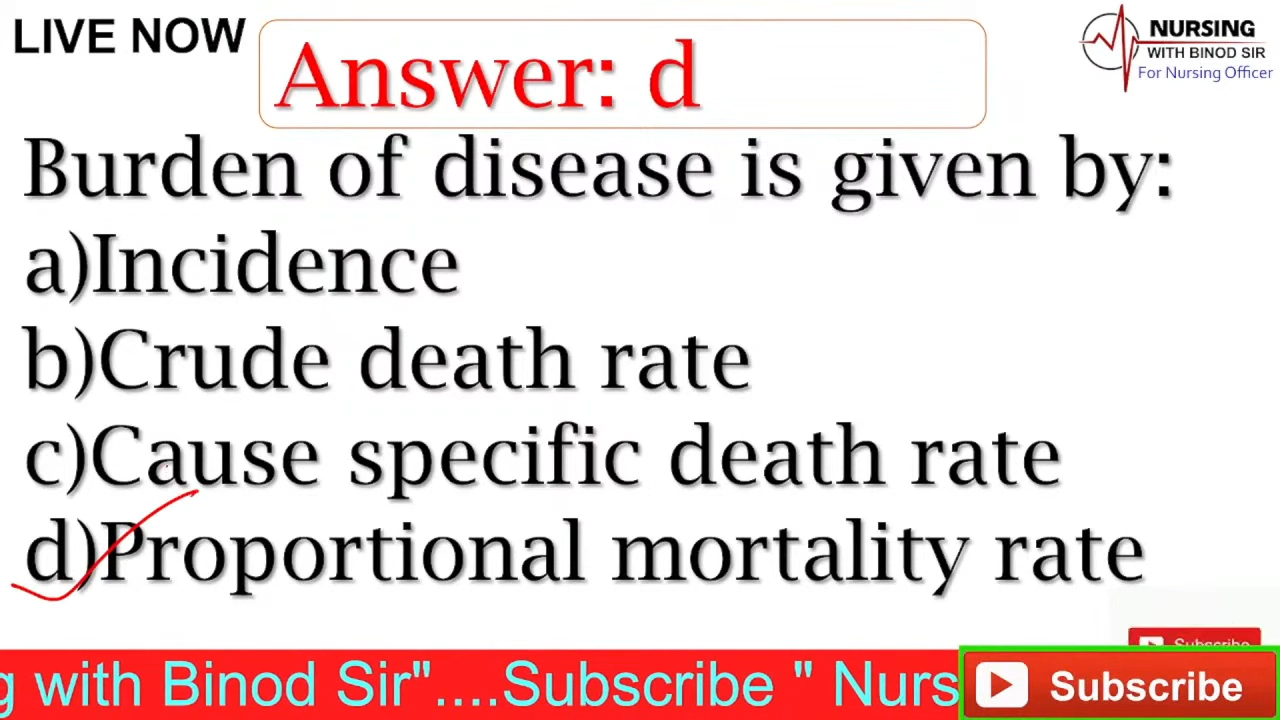 LIVE NOW
Answer: d
NURSING
WITH BINOD SIR
For Nursing Officer
Burden of disease is given by:
a)Incidence
b)Crude death rate
c)Cause specific death rate
d)Proportional mortality rate
Subscribe
g with Binod Sir"....Subscribe " Nurs
Subscribe